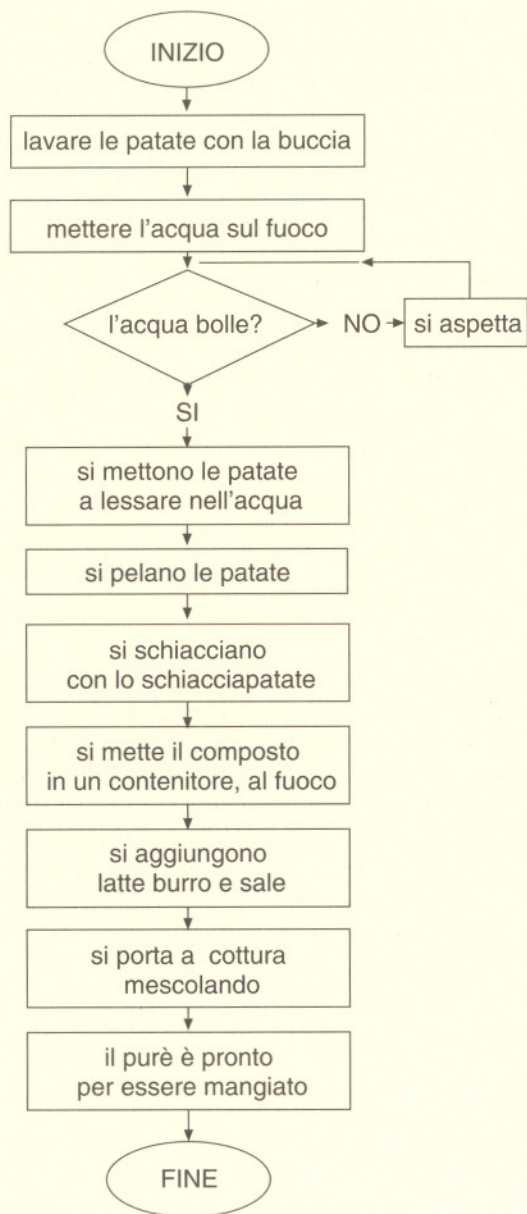 INIZIO
lavare le patate con la buccia
mettere l'acqua sul fuoco
l'acqua bolle?
NO
si aspetta
SI
si mettono le patate
a lessare nell'acqua
si pelano le patate
si schiacciano
con lo schiacciapatate
si mette il composto
in un contenitore, al fuoco
si aggiungono
latte burro e sale
si porta a cottura
mescolando
il purè è pronto
per essere mangiato
FINE